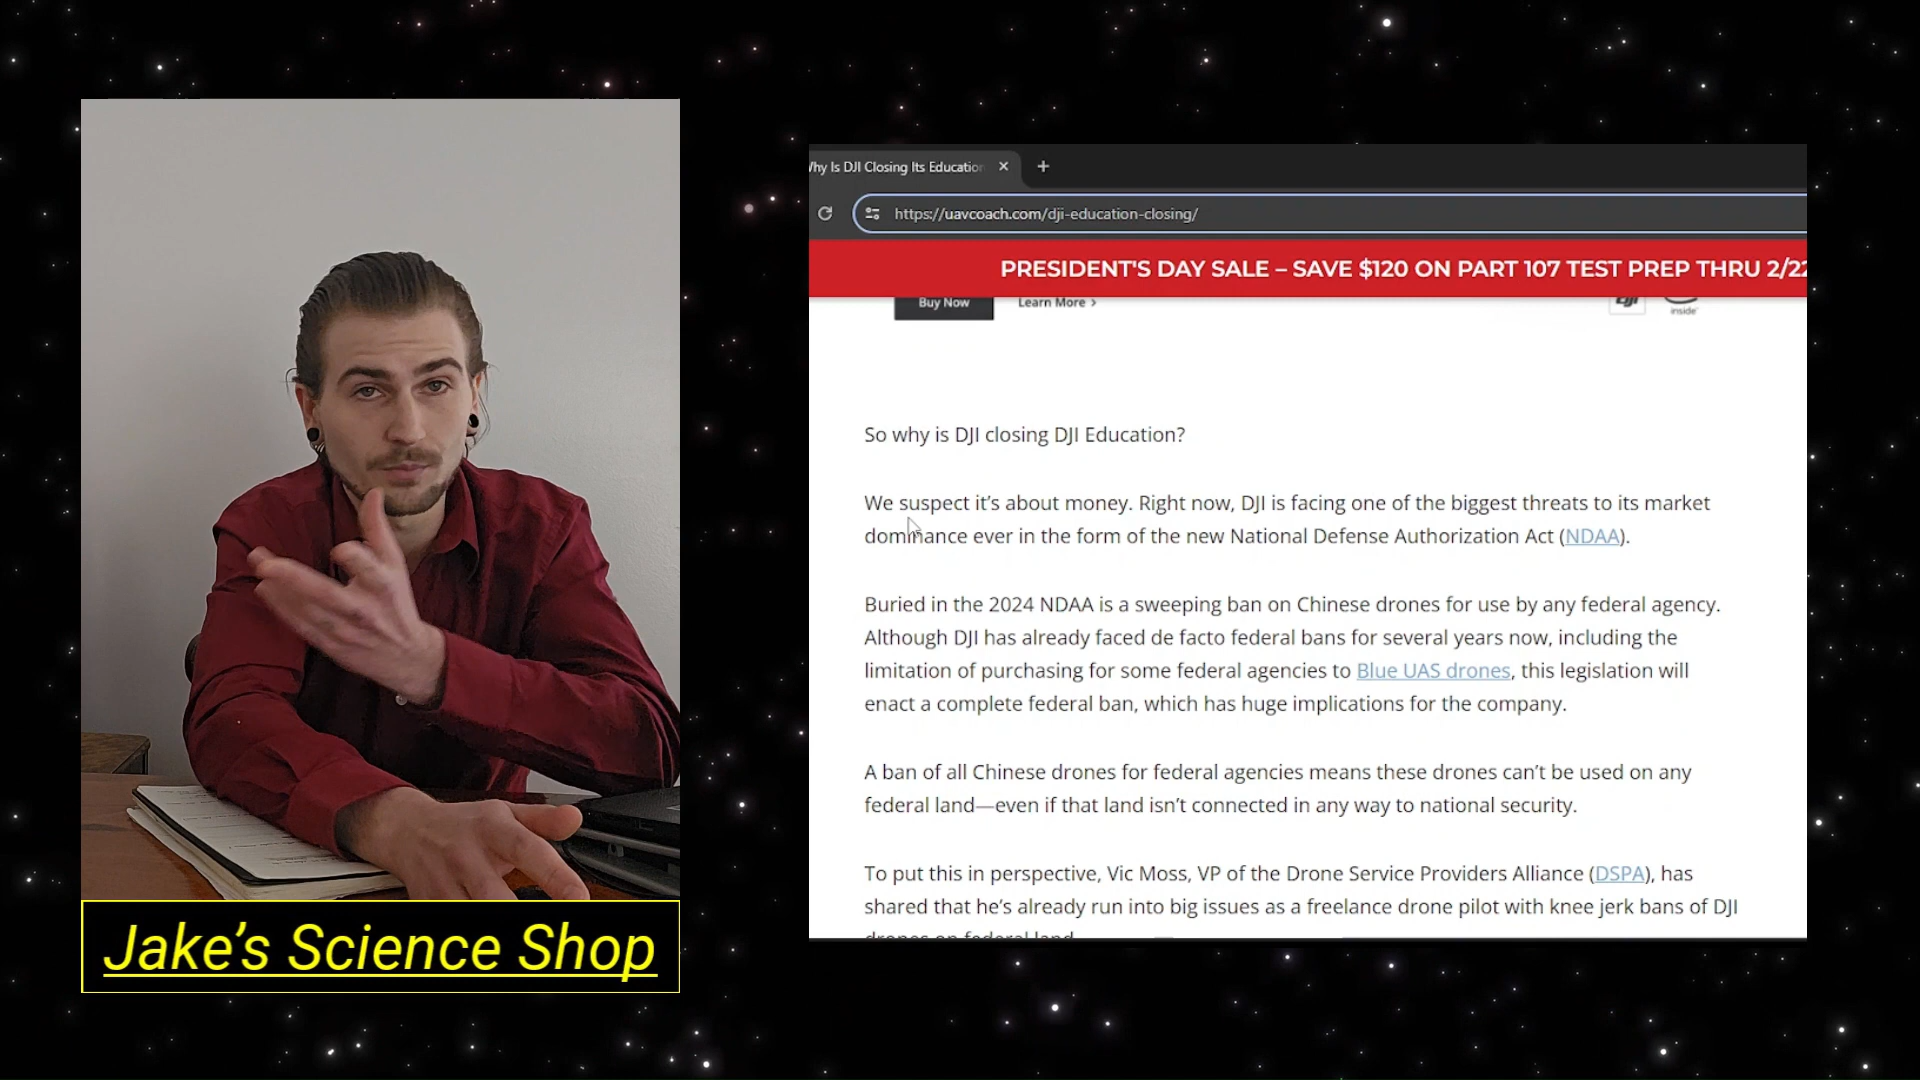 Why Is DJI Closing Its Education
https://uavcoach.com/dji-education-closing/
PRESIDENT'S DAY SALE – SAVE $120 ON PART 107 TEST PREP THRU 2/22
Buy Now
Learn More
dji
inside
So why is DJI closing DJI Education?
We suspect it's about money. Right now, DJI is facing one of the biggest threats to its market
dominance ever in the form of the new National Defense Authorization Act (NDAA).
Buried in the 2024 NDAA is a sweeping ban on Chinese drones for use by any federal agency.
Although DJI has already faced de facto federal bans for several years now, including the
limitation of purchasing for some federal agencies to Blue UAS drones, this legislation will
enact a complete federal ban, which has huge implications for the company.
A ban of all Chinese drones for federal agencies means these drones can't be used on any
federal land—even if that land isn't connected in any way to national security.
To put this in perspective, Vic Moss, VP of the Drone Service Providers Alliance (DSPA), has
shared that he's already run into big issues as a freelance drone pilot with knee jerk bans of DJI
drones on federal land
Jake's Science Shop